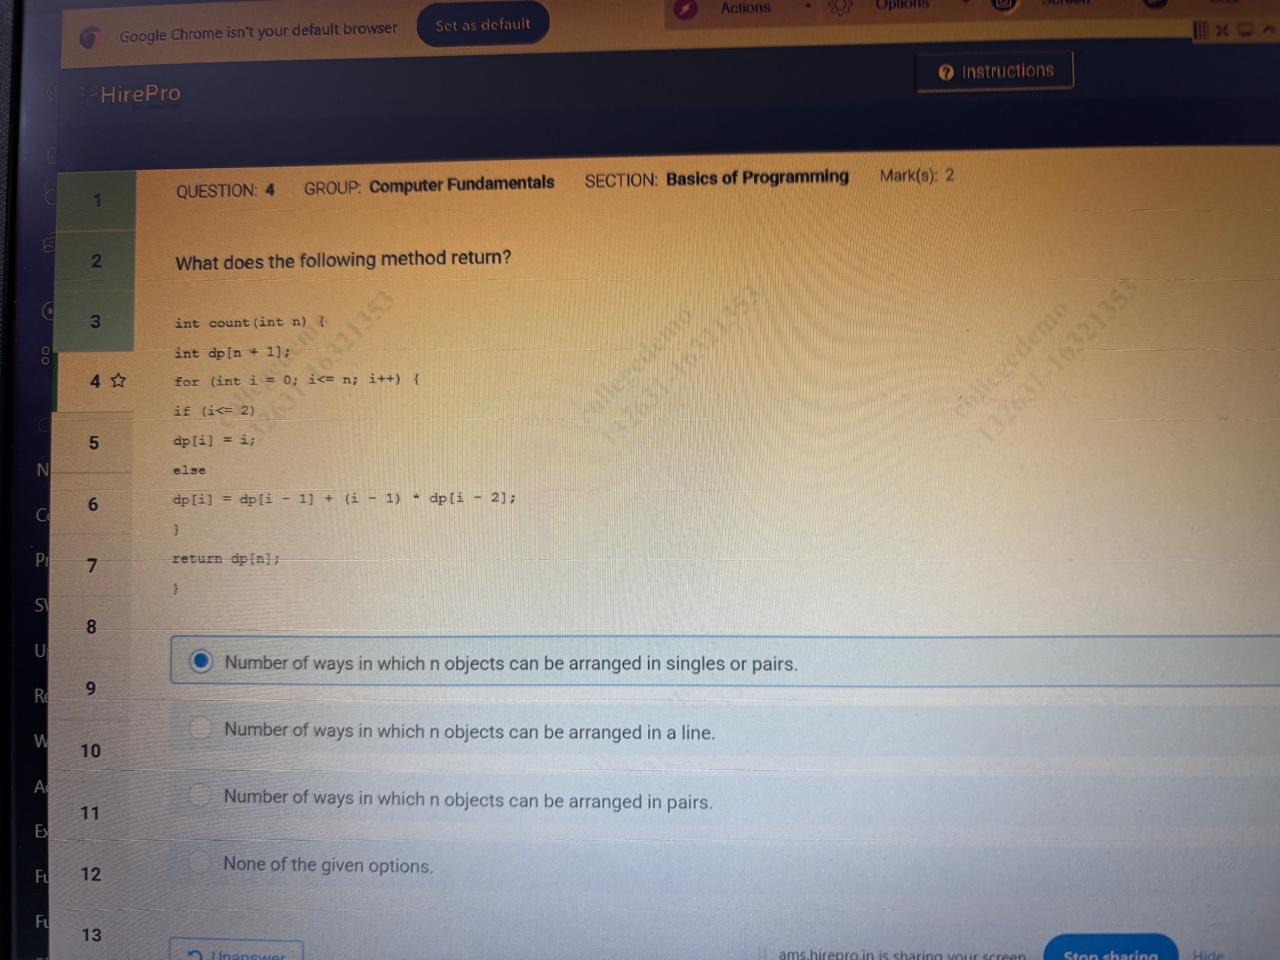 Google Chrome isn't your default browser
Set as default
Actions
Options
HirePro
Instructions
QUESTION: 4 GROUP: Computer Fundamentals SECTION: Basics of Programming Mark(s): 2
1
2
3
4
5
6
7
8
9
10
11
12
13
What does the following method return?
int count(int n) {
int dp[n + 1];
for (int i = 0; i<= n; i++) {
if (i<= 2)
dp[i] = i;
else
dp[i] = dp[i - 1] + (i - 1) * dp[i - 2];
}
return dp[n];
}
Number of ways in which n objects can be arranged in singles or pairs.
Number of ways in which n objects can be arranged in a line.
Number of ways in which n objects can be arranged in pairs.
None of the given options.
Unanswer
ams.hirepro.in is sharing your screen.
Stop sharing
Hide
collegedemo
132631-16321353